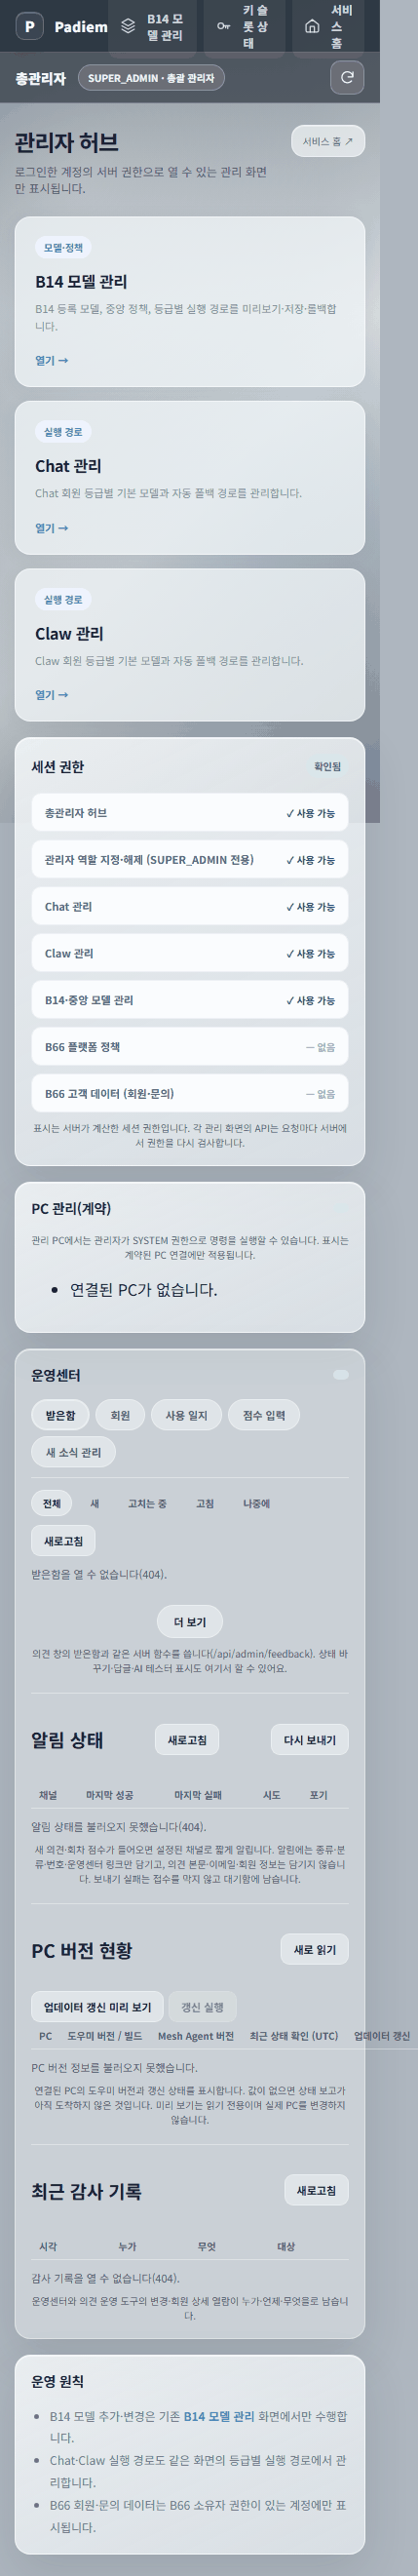 P Padiem
B14 모
델 관리
키 슬
롯 상
태
서비
스
홈
총관리자 SUPER_ADMIN · 총괄 관리자
관리자 허브
서비스 홈 ↗
로그인한 계정의 서버 권한으로 열 수 있는 관리 화면
만 표시됩니다.
모델·정책
B14 모델 관리
B14 등록 모델, 중앙 정책, 등급별 실행 경로를 미리보기·저장·롤백합
니다.
열기 →
실행 경로
Chat 관리
Chat 회원 등급별 기본 모델과 자동 폴백 경로를 관리합니다.
열기 →
실행 경로
Claw 관리
Claw 회원 등급별 기본 모델과 자동 폴백 경로를 관리합니다.
열기 →
세션 권한 확인됨
총관리자 허브 ✓ 사용 가능
관리자 역할 지정·해제 (SUPER_ADMIN 전용) ✓ 사용 가능
Chat 관리 ✓ 사용 가능
Claw 관리 ✓ 사용 가능
B14·중앙 모델 관리 ✓ 사용 가능
B66 플랫폼 정책 — 없음
B66 고객 데이터 (회원·문의) — 없음
표시는 서버가 계산한 세션 권한입니다. 각 관리 화면의 API는 요청마다 서버에
서 권한을 다시 검사합니다.
PC 관리(계약)
관리 PC에서는 관리자가 SYSTEM 권한으로 명령을 실행할 수 있습니다. 표시는
계약된 PC 연결에만 적용됩니다.
• 연결된 PC가 없습니다.
운영센터
받은함 회원 사용 일지 점수 입력
새 소식 관리
전체 새 고치는 중 고침 나중에
새로고침
받은함을 열 수 없습니다(404).
더 보기
의견 창의 받은함과 같은 서버 함수를 씁니다(/api/admin/feedback). 상태 바
꾸기·답글·AI 테스터 표시도 여기서 할 수 있어요.
알림 상태 새로고침 다시 보내기
채널 마지막 성공 마지막 실패 시도 포기
알림 상태를 불러오지 못했습니다(404).
새 의견·회차 점수가 들어오면 설정된 채널로 짧게 알립니다. 알림에는 종류·분
류·번호·운영센터 링크만 담기고, 의견 본문·이메일·회원 정보는 담기지 않습니
다. 보내기 실패는 접수를 막지 않고 대기함에 남습니다.
PC 버전 현황 새로 읽기
업데이터 갱신 미리 보기 갱신 실행
PC 도우미 버전 / 빌드 Mesh Agent 버전 최근 상태 확인 (UTC) 업데이터 갱신
PC 버전 정보를 불러오지 못했습니다.
연결된 PC의 도우미 버전과 갱신 상태를 표시합니다. 값이 없으면 상태 보고가
아직 도착하지 않은 것입니다. 미리 보기는 읽기 전용이며 실제 PC를 변경하지
않습니다.
최근 감사 기록 새로고침
시각 누가 무엇 대상
감사 기록을 열 수 없습니다(404).
운영센터와 의견 운영 도구의 변경·회원 상세 열람이 누가·언제·무엇을로 남습니
다.
운영 원칙
• B14 모델 추가·변경은 기존 B14 모델 관리 화면에서만 수행합
니다.
• Chat·Claw 실행 경로도 같은 화면의 등급별 실행 경로에서 관
리합니다.
• B66 회원·문의 데이터는 B66 소유자 권한이 있는 계정에만 표
시됩니다.